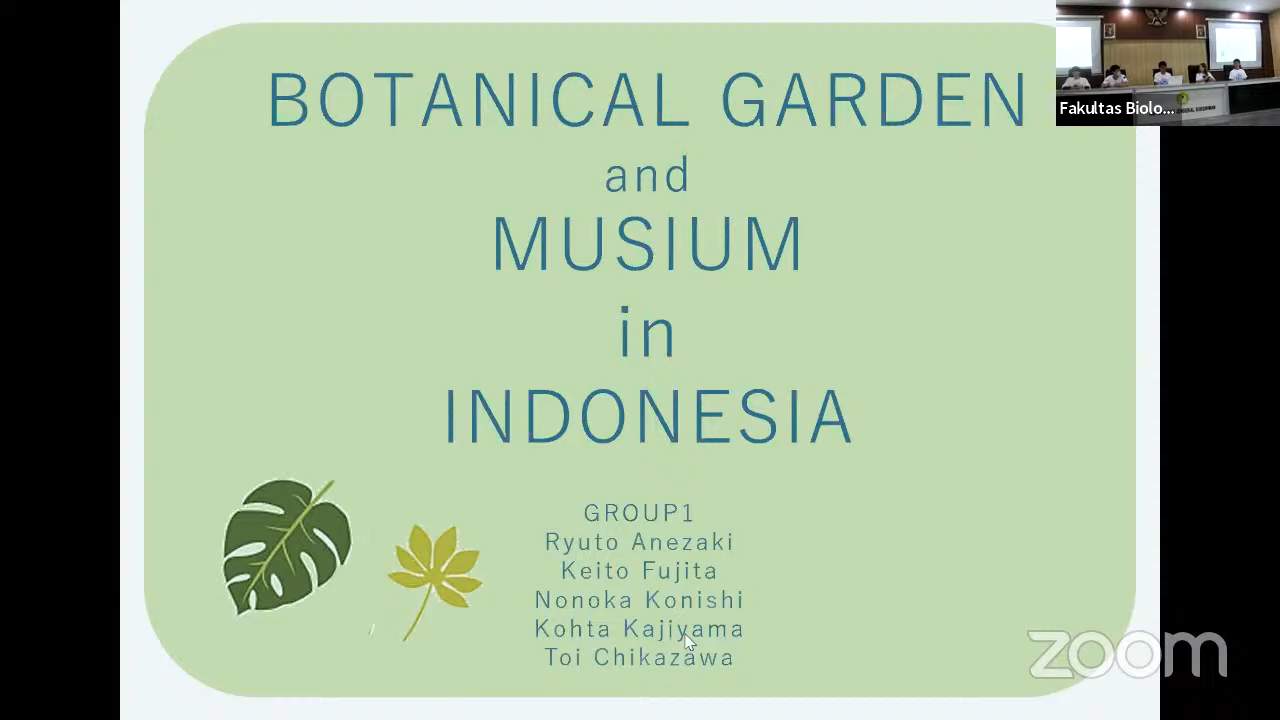 BOTANICAL GARDEN
and
MUSIUM
in
INDONESIA
GROUP1
Ryuto Anezaki
Keito Fujita
Nonoka Konishi
Kohta Kajiyama
Toi Chikazawa
Fakultas Biolo...
zoom